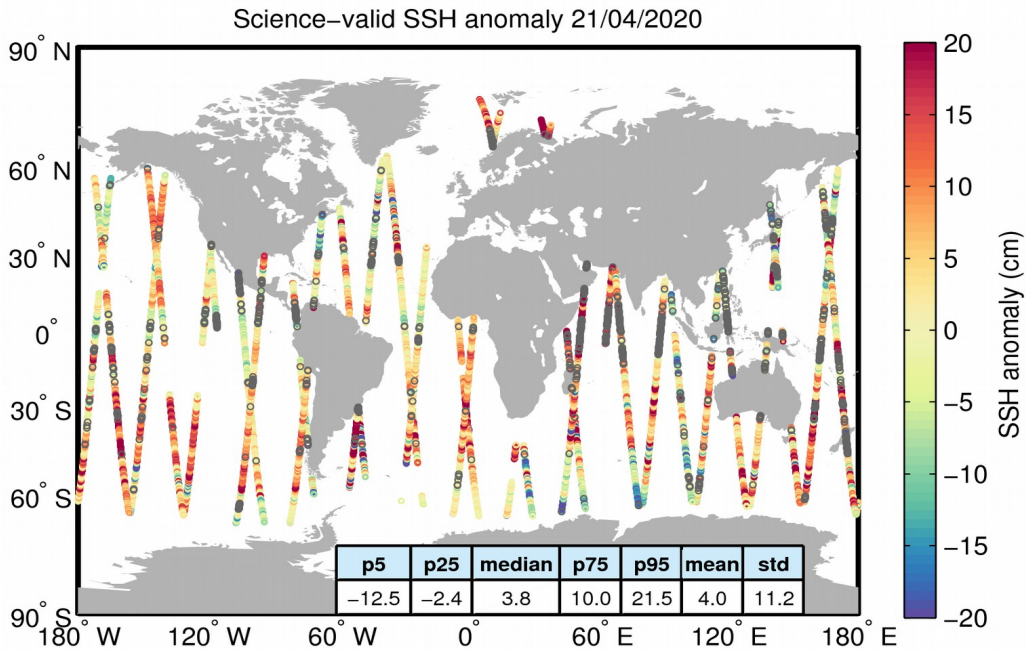 Science−valid SSH anomaly 21/04/2020
90° N
60° N
30° N
0°
30° S
60° S
90° S
180° W
120° W
60° W
0°
60° E
120° E
180° E
p5 p25 median p75 p95 mean std
−12.5 −2.4 3.8 10.0 21.5 4.0 11.2
20
15
10
5
0
−5
−10
−15
−20
SSH anomaly (cm)